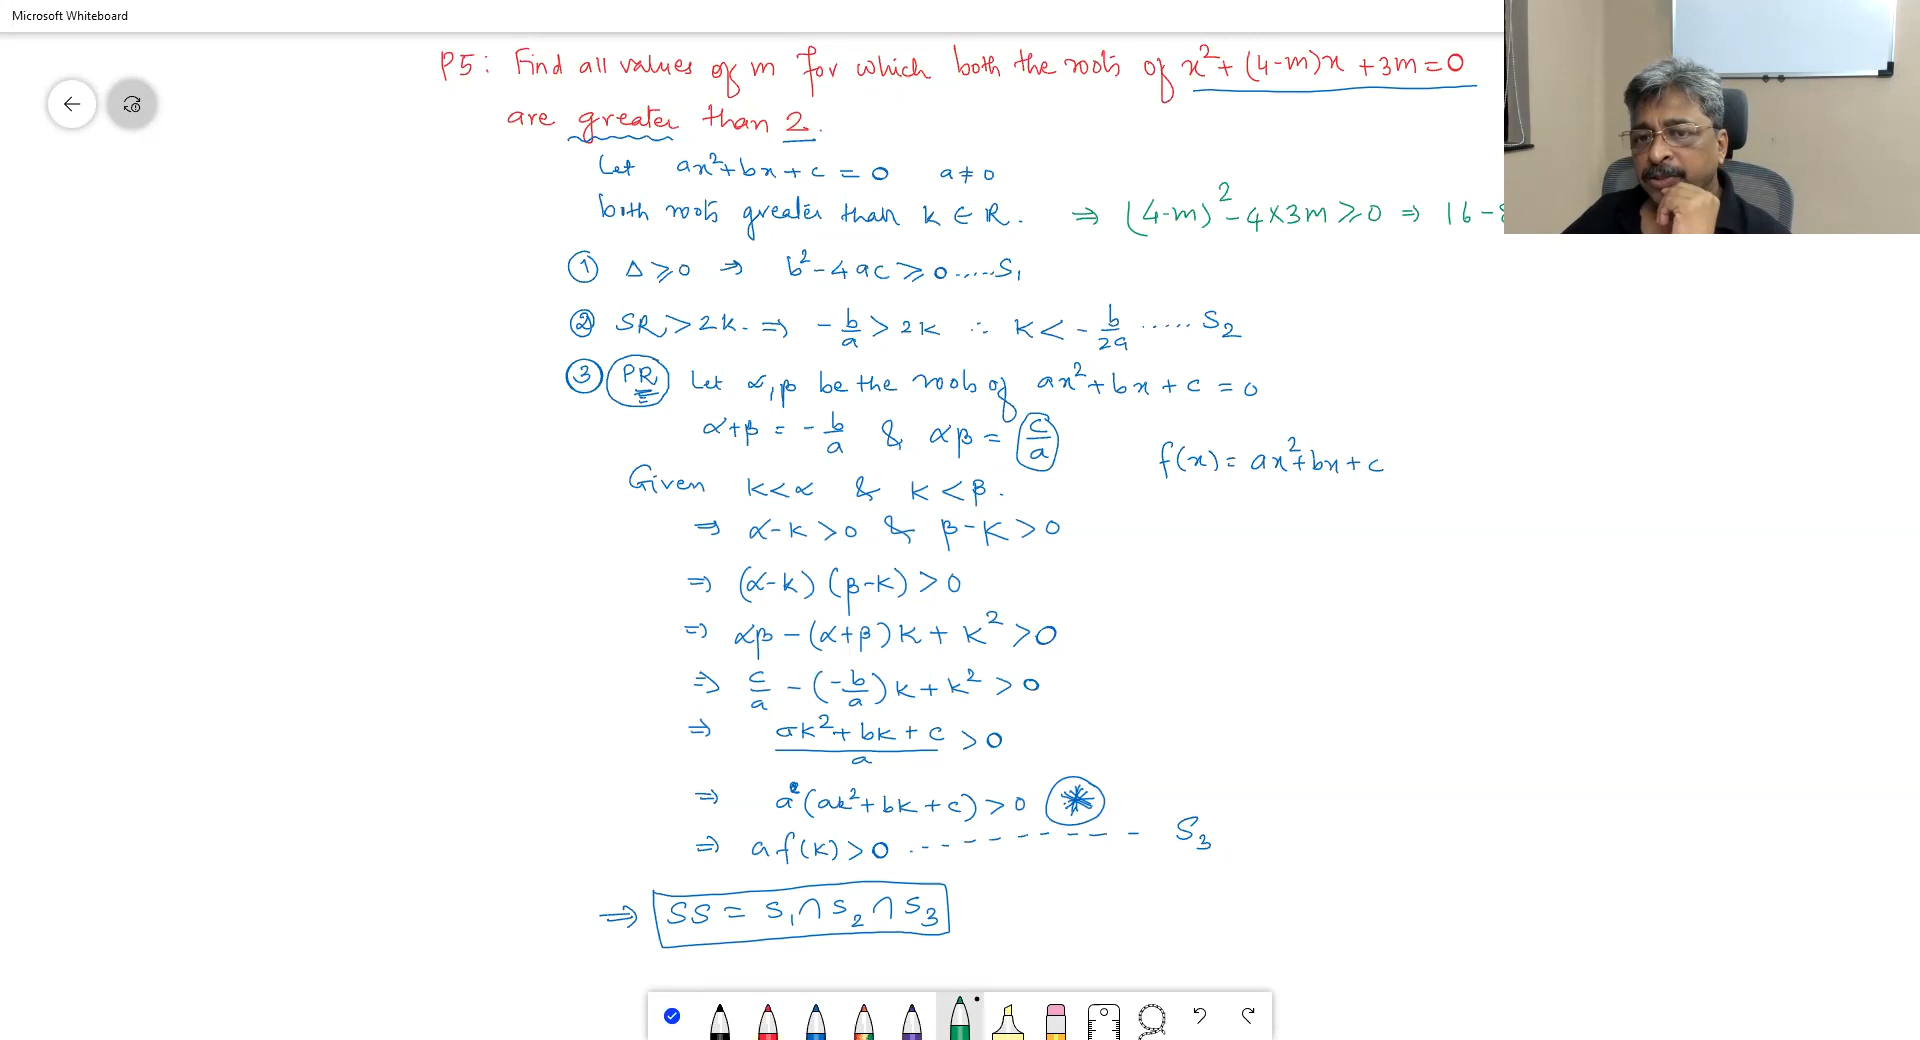 Microsoft Whiteboard
P5: Find all values of m for which both the roots of x²+(4-m)x+3m=0
are greater than 2.
Let ax²+bx+c=0 a≠0
both roots greater than k∈R. ⇒ (4-m)²-4×3m≥0 ⇒ 16-8
① Δ≥0 ⇒ b²-4ac≥0.....S₁
② SR>2K. ⇒ -b/a>2K ∴ K<-b/2a.....S₂
③ PR Let α,β be the roots of ax²+bx+c=0
α+β=-b/a & αβ=c/a
f(x)=ax²+bx+c
Given K<α & K<β.
⇒ α-K>0 & β-K>0
⇒ (α-K)(β-K)>0
⇒ αβ-(α+β)K+K²>0
⇒ c/a-(-b/a)K+K²>0
⇒ (aK²+bK+c)/a>0
⇒ a(aK²+bK+c)>0 *
⇒ af(K)>0.---------S₃
⇒ SS=S₁∩S₂∩S₃